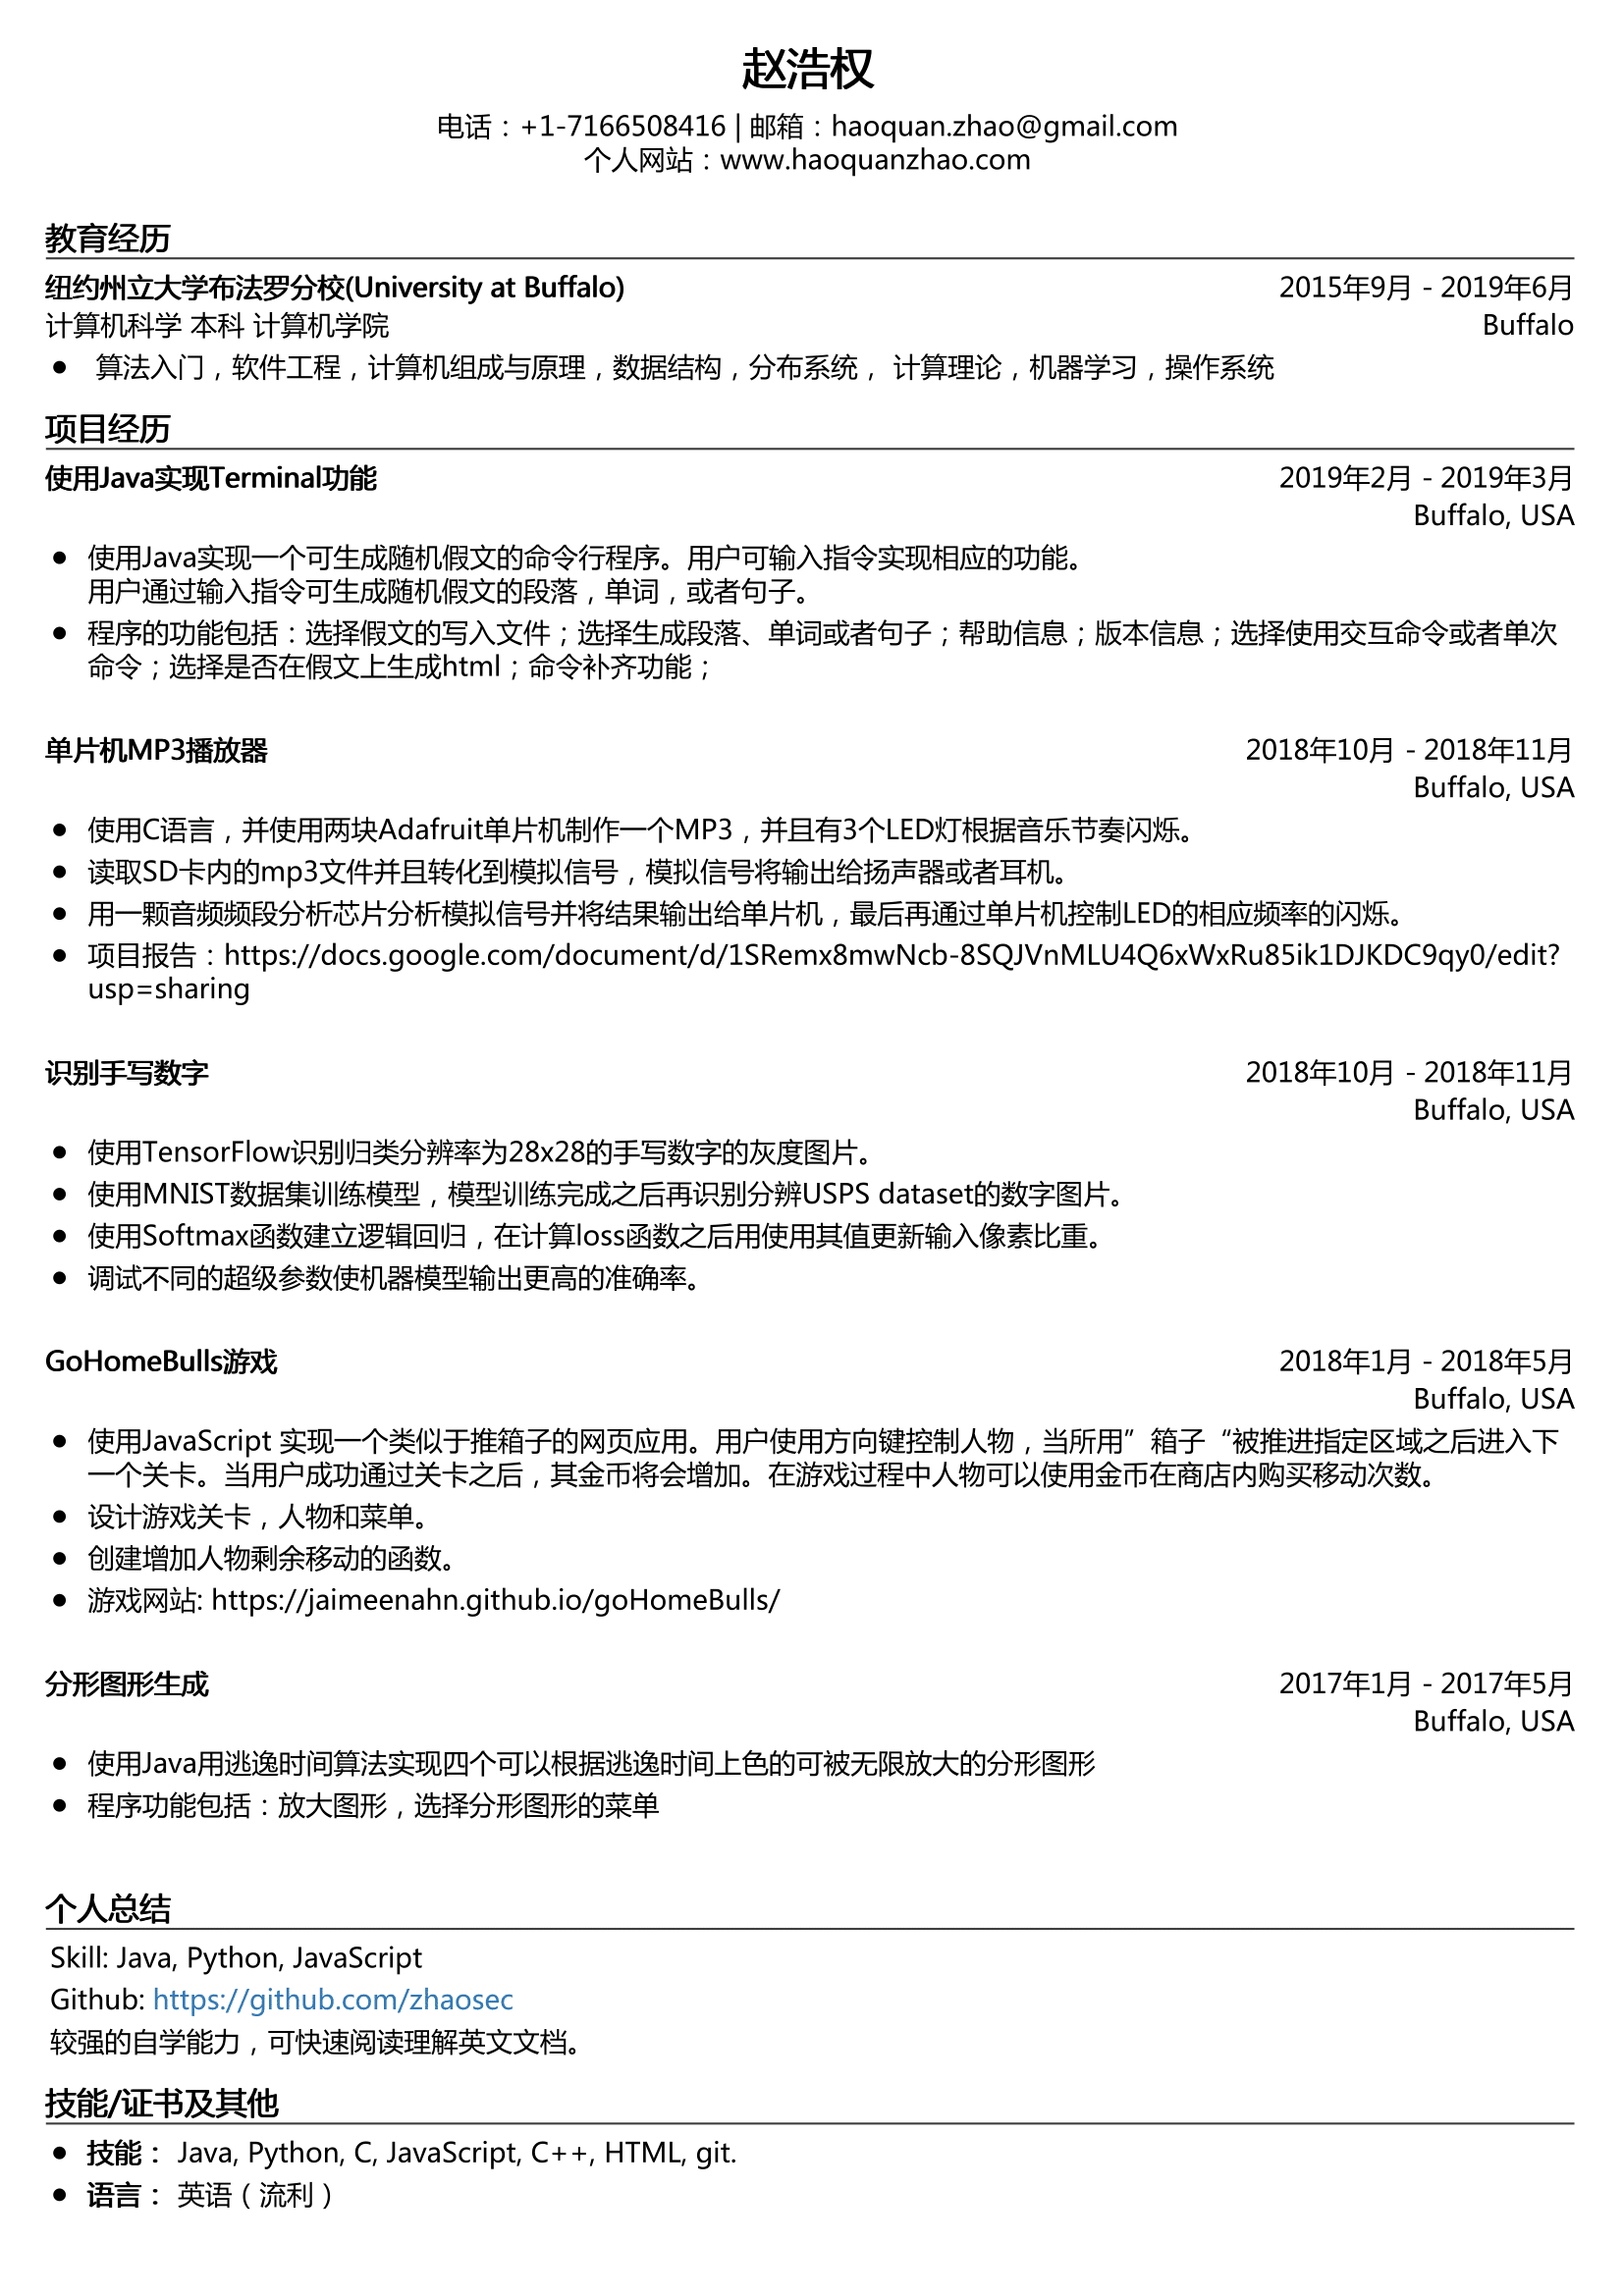 赵浩权
电话：+1-7166508416 | 邮箱：haoquan.zhao@gmail.com
个人网站：www.haoquanzhao.com
教育经历
纽约州立大学布法罗分校(University at Buffalo) 2015年9月 - 2019年6月
计算机科学 本科 计算机学院 Buffalo
● 算法入门，软件工程，计算机组成与原理，数据结构，分布系统， 计算理论，机器学习，操作系统
项目经历
使用Java实现Terminal功能 2019年2月 - 2019年3月
Buffalo, USA
● 使用Java实现一个可生成随机假文的命令行程序。用户可输入指令实现相应的功能。
用户通过输入指令可生成随机假文的段落，单词，或者句子。
● 程序的功能包括：选择假文的写入文件；选择生成段落、单词或者句子；帮助信息；版本信息；选择使用交互命令或者单次
命令；选择是否在假文上生成html；命令补齐功能；
单片机MP3播放器 2018年10月 - 2018年11月
Buffalo, USA
● 使用C语言，并使用两块Adafruit单片机制作一个MP3，并且有3个LED灯根据音乐节奏闪烁。
● 读取SD卡内的mp3文件并且转化到模拟信号，模拟信号将输出给扬声器或者耳机。
● 用一颗音频频段分析芯片分析模拟信号并将结果输出给单片机，最后再通过单片机控制LED的相应频率的闪烁。
● 项目报告：https://docs.google.com/document/d/1SRemx8mwNcb-8SQJVnMLU4Q6xWxRu85ik1DJKDC9qy0/edit?
usp=sharing
识别手写数字 2018年10月 - 2018年11月
Buffalo, USA
● 使用TensorFlow识别归类分辨率为28x28的手写数字的灰度图片。
● 使用MNIST数据集训练模型，模型训练完成之后再识别分辨USPS dataset的数字图片。
● 使用Softmax函数建立逻辑回归，在计算loss函数之后用使用其值更新输入像素比重。
● 调试不同的超级参数使机器模型输出更高的准确率。
GoHomeBulls游戏 2018年1月 - 2018年5月
Buffalo, USA
● 使用JavaScript 实现一个类似于推箱子的网页应用。用户使用方向键控制人物，当所用”箱子“被推进指定区域之后进入下
一个关卡。当用户成功通过关卡之后，其金币将会增加。在游戏过程中人物可以使用金币在商店内购买移动次数。
● 设计游戏关卡，人物和菜单。
● 创建增加人物剩余移动的函数。
● 游戏网站: https://jaimeenahn.github.io/goHomeBulls/
分形图形生成 2017年1月 - 2017年5月
Buffalo, USA
● 使用Java用逃逸时间算法实现四个可以根据逃逸时间上色的可被无限放大的分形图形
● 程序功能包括：放大图形，选择分形图形的菜单
个人总结
Skill: Java, Python, JavaScript
Github: https://github.com/zhaosec
较强的自学能力，可快速阅读理解英文文档。
技能/证书及其他
● 技能： Java, Python, C, JavaScript, C++, HTML, git.
● 语言： 英语（流利）